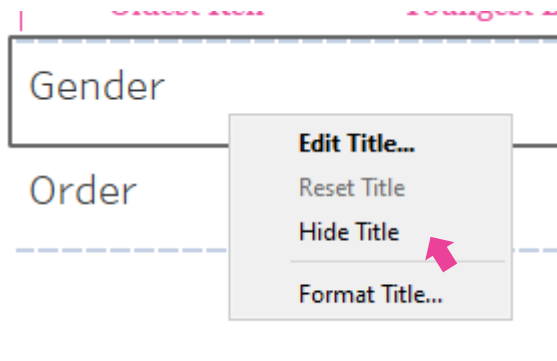 Gender
Edit Title...
Reset Title
Hide Title
Format Title...
Order